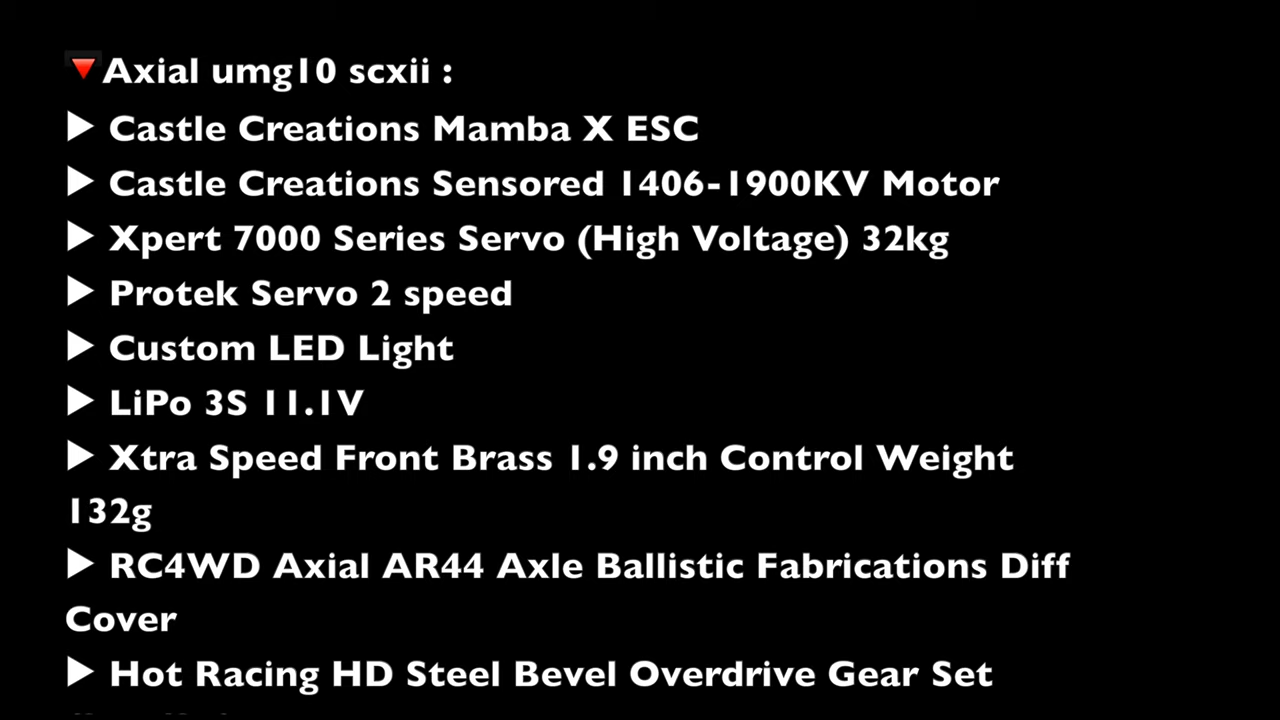 🔻Axial umg10 scxii :
▶ Castle Creations Mamba X ESC
▶ Castle Creations Sensored 1406-1900KV Motor
▶ Xpert 7000 Series Servo (High Voltage) 32kg
▶ Protek Servo 2 speed
▶ Custom LED Light
▶ LiPo 3S 11.1V
▶ Xtra Speed Front Brass 1.9 inch Control Weight
132g
▶ RC4WD Axial AR44 Axle Ballistic Fabrications Diff
Cover
▶ Hot Racing HD Steel Bevel Overdrive Gear Set